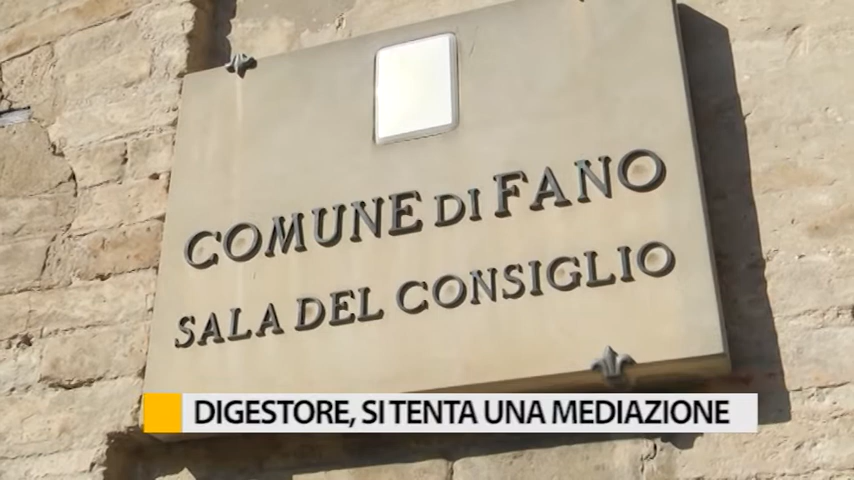 COMUNE DI FANO
SALA DEL CONSIGLIO
DIGESTORE, SI TENTA UNA MEDIAZIONE